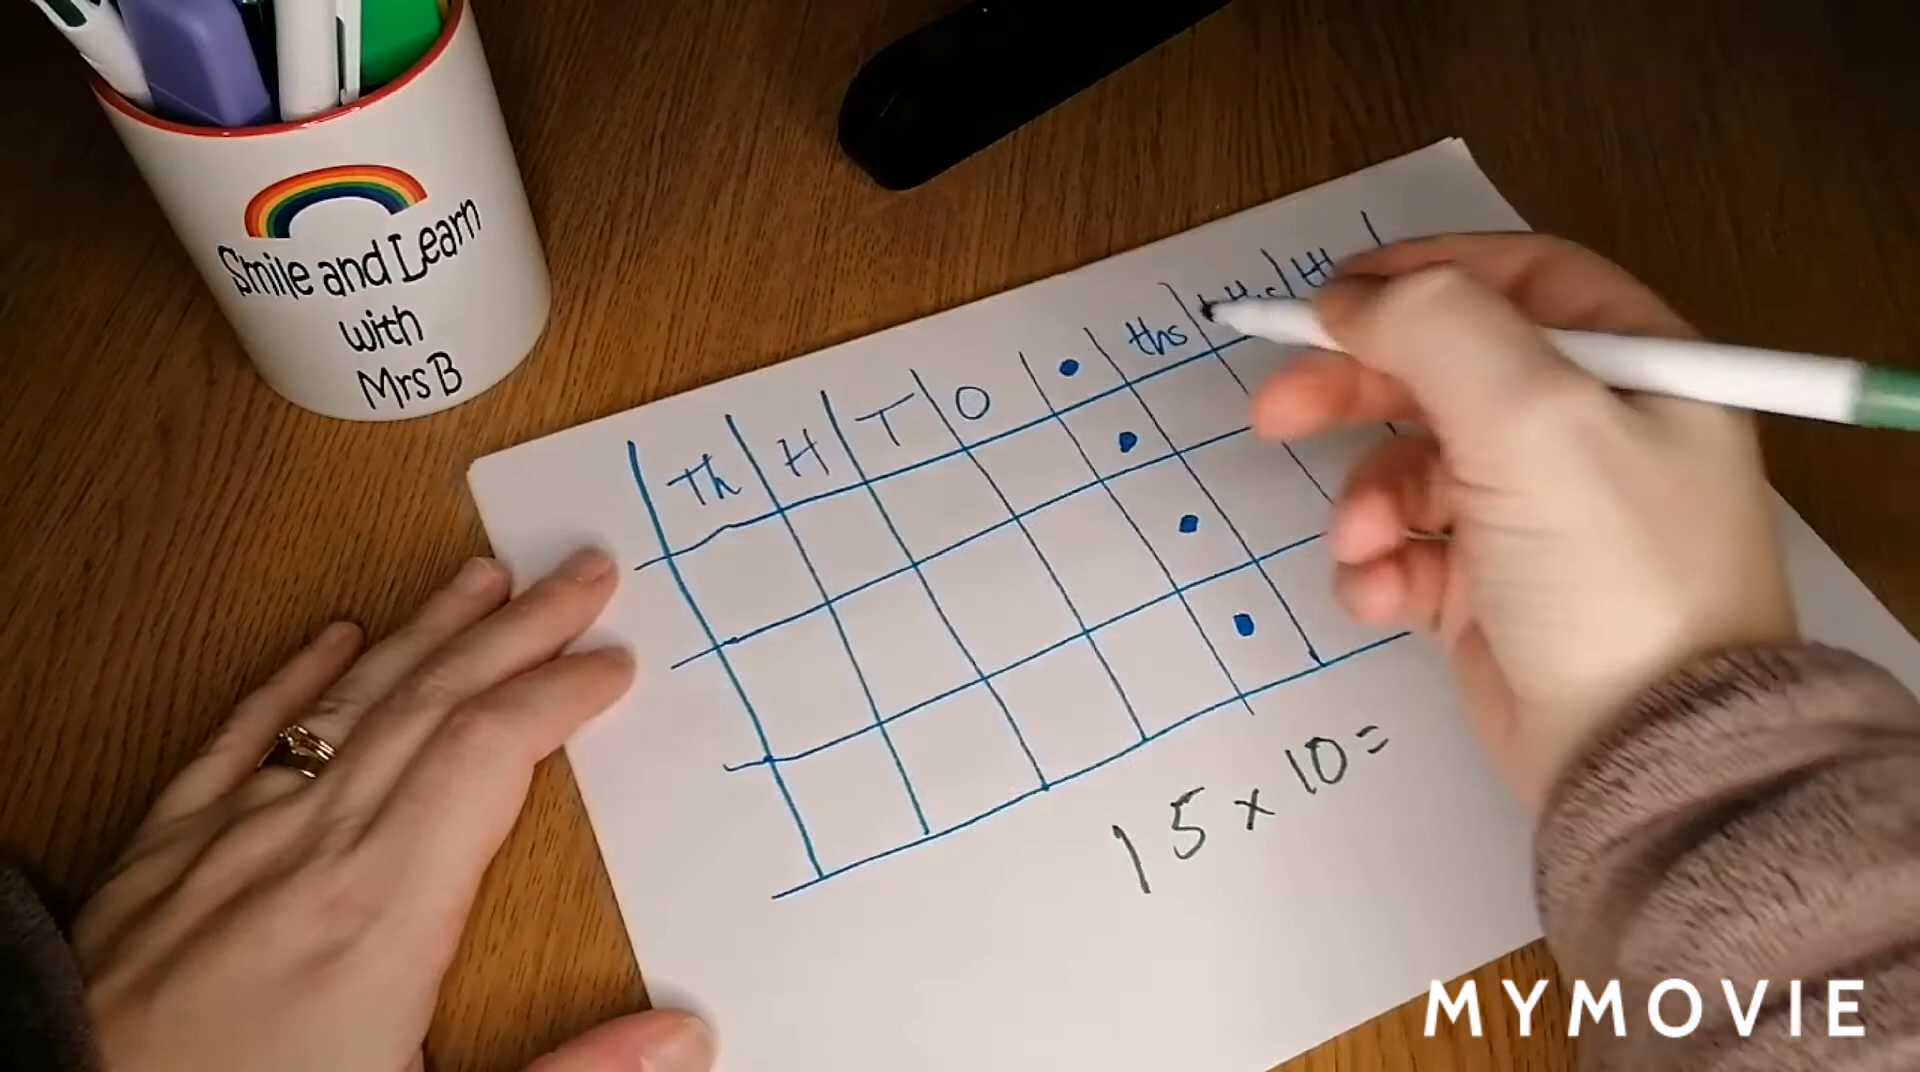 Smile and Learn
with
Mrs B
Th H T O . ths
15 x 10 =
MYMOVIE